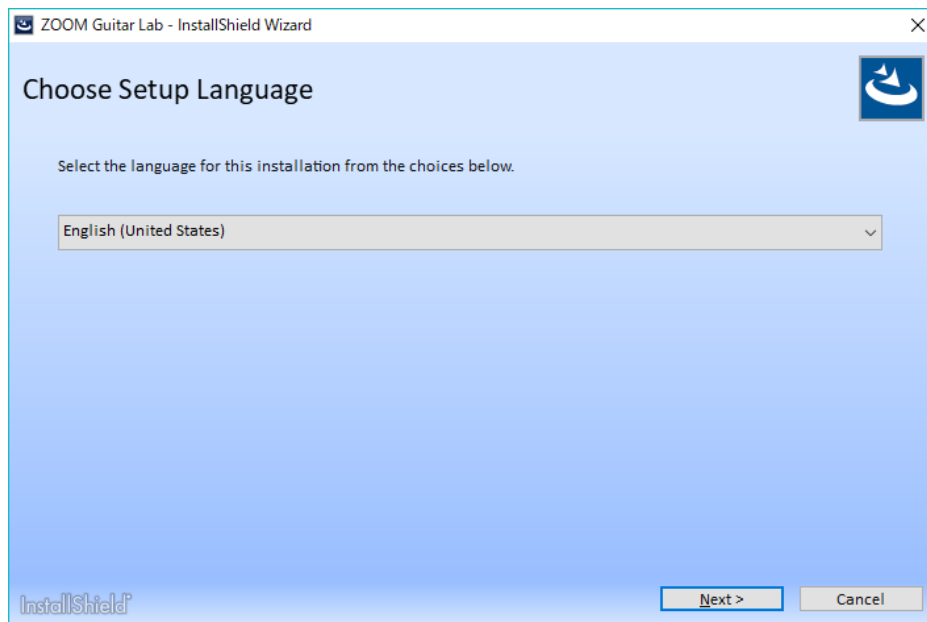 ZOOM Guitar Lab - InstallShield Wizard
Choose Setup Language
Select the language for this installation from the choices below.
English (United States)
InstallShield
Next >
Cancel